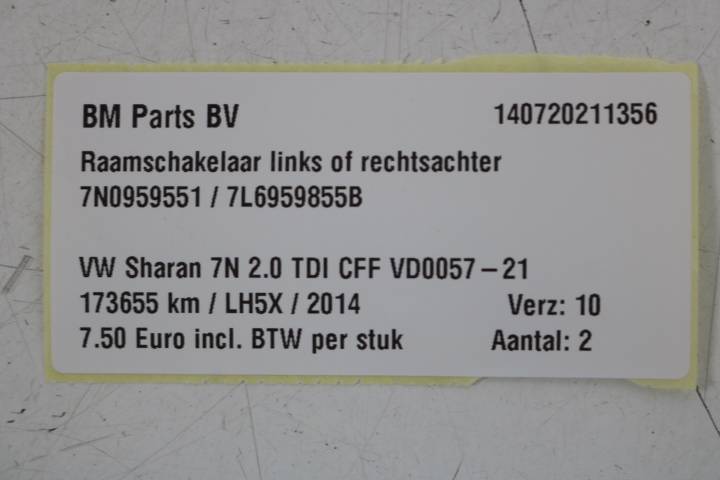 BM Parts BV 140720211356
Raamschakelaar links of rechtsachter
7N0959551 / 7L6959855B
VW Sharan 7N 2.0 TDI CFF VD0057-21
173655 km / LH5X / 2014 Verz: 10
7.50 Euro incl. BTW per stuk Aantal: 2